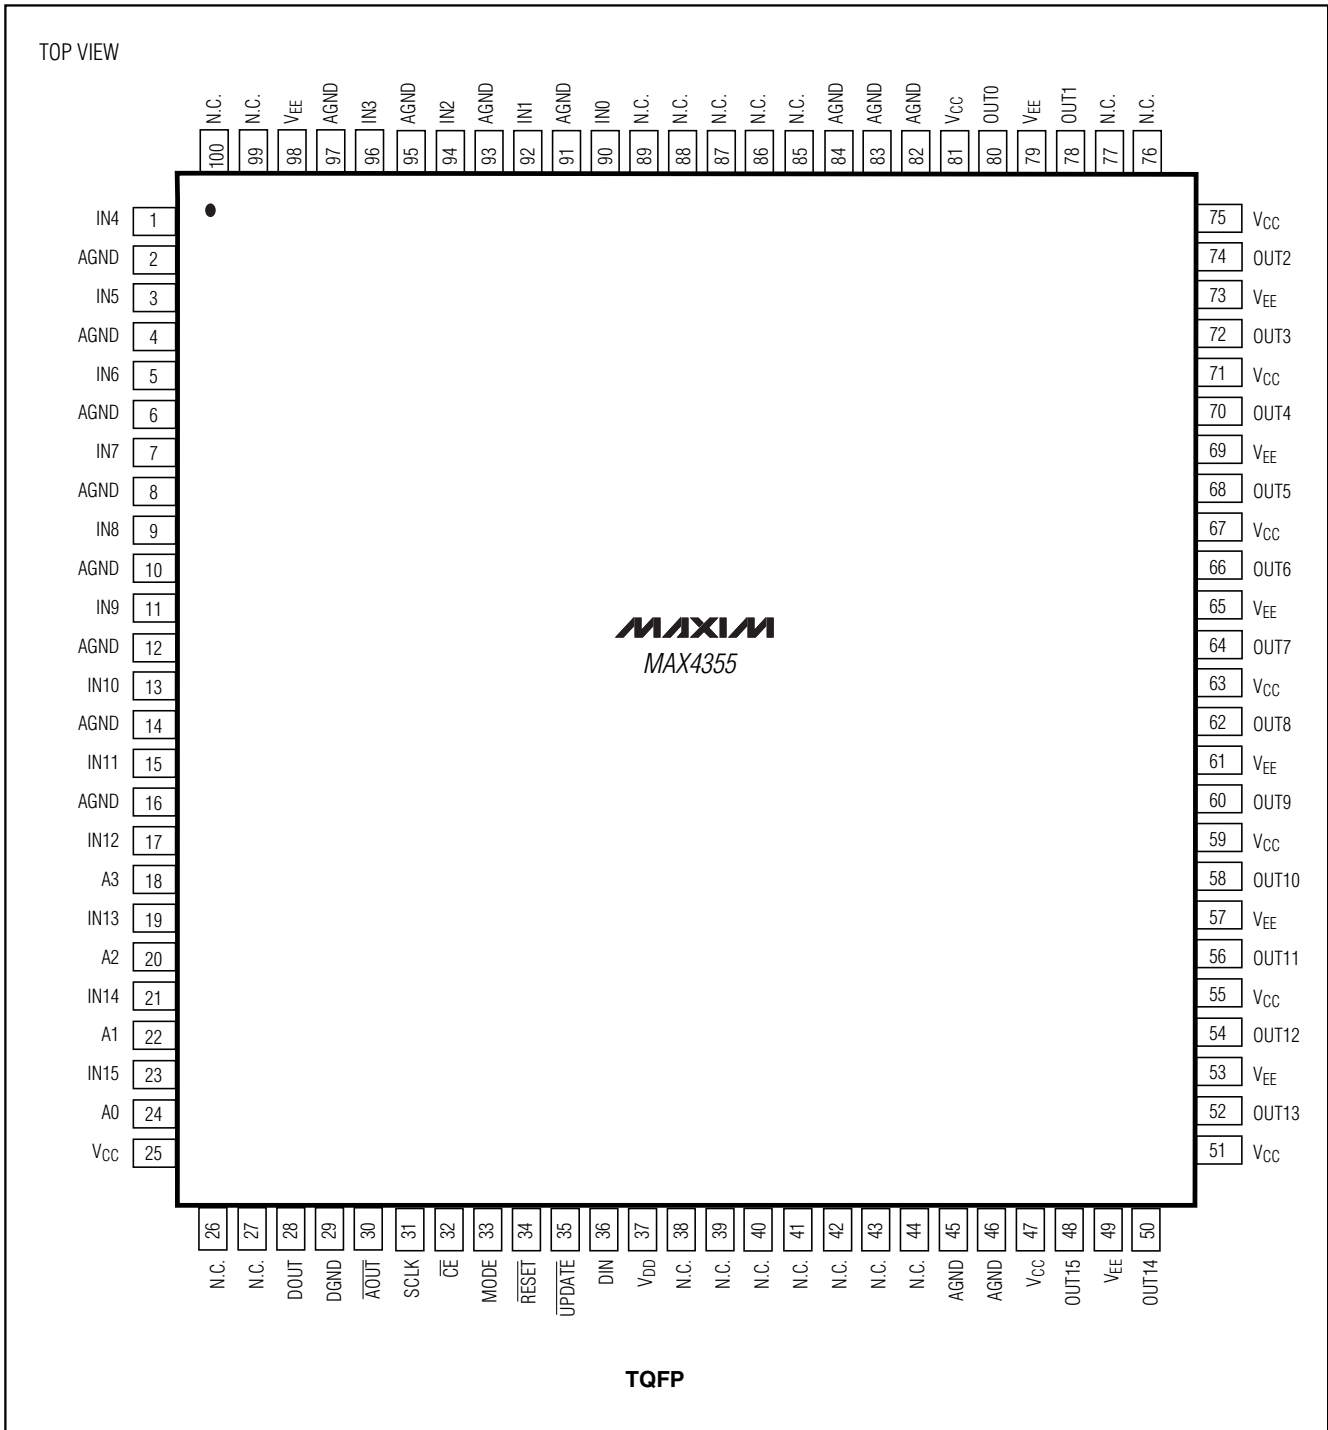 TOP VIEW
N.C. N.C. VEE AGND IN3 AGND IN2 AGND IN1 AGND IN0 N.C. N.C. N.C. N.C. N.C. AGND AGND AGND VCC OUT0 VEE OUT1 N.C. N.C.
100 99 98 97 96 95 94 93 92 91 90 89 88 87 86 85 84 83 82 81 80 79 78 77 76
IN4 1
AGND 2
IN5 3
AGND 4
IN6 5
AGND 6
IN7 7
AGND 8
IN8 9
AGND 10
IN9 11
AGND 12
IN10 13
AGND 14
IN11 15
AGND 16
IN12 17
A3 18
IN13 19
A2 20
IN14 21
A1 22
IN15 23
A0 24
VCC 25
MAXIM
MAX4355
75 VCC
74 OUT2
73 VEE
72 OUT3
71 VCC
70 OUT4
69 VEE
68 OUT5
67 VCC
66 OUT6
65 VEE
64 OUT7
63 VCC
62 OUT8
61 VEE
60 OUT9
59 VCC
58 OUT10
57 VEE
56 OUT11
55 VCC
54 OUT12
53 VEE
52 OUT13
51 VCC
26 27 28 29 30 31 32 33 34 35 36 37 38 39 40 41 42 43 44 45 46 47 48 49 50
N.C. N.C. DOUT DGND AOUT SCLK CE MODE RESET UPDATE DIN VDD N.C. N.C. N.C. N.C. N.C. N.C. N.C. AGND AGND VCC OUT15 VEE OUT14
TQFP